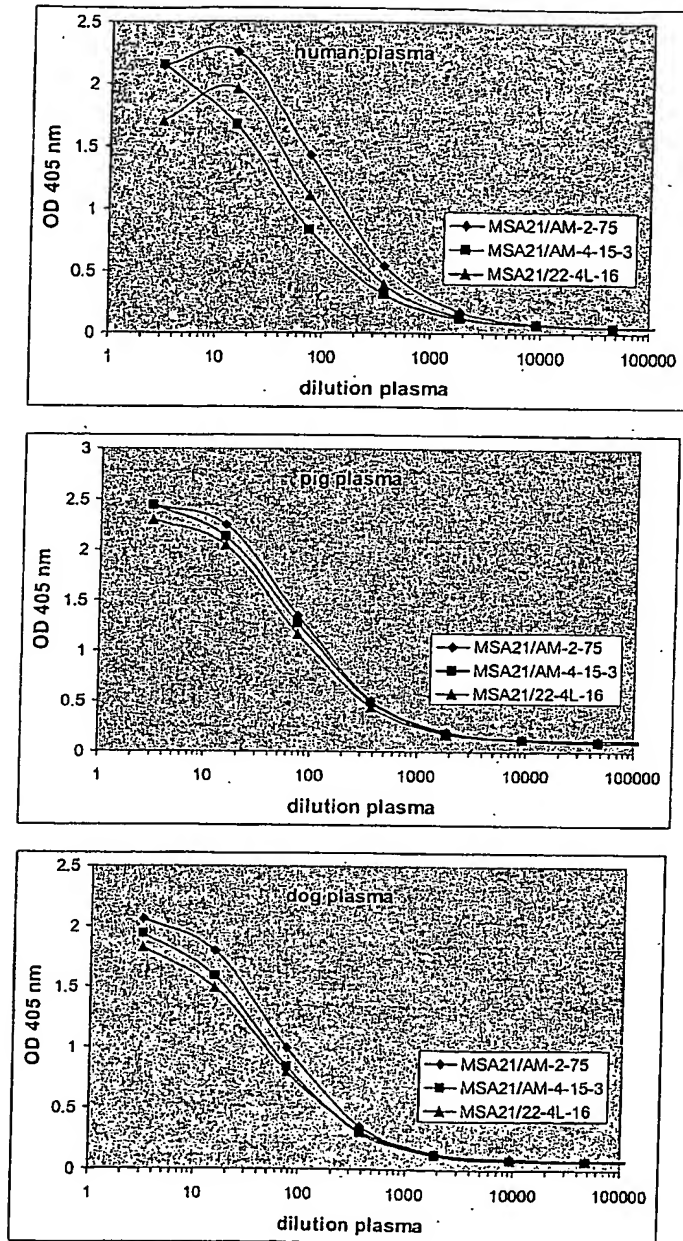 human plasma
2.5
2
1.5
1
0.5
0
OD 405 nm
MSA21/AM-2-75
MSA21/AM-4-15-3
MSA21/22-4L-16
1 10 100 1000 10000 100000
dilution plasma
pig plasma
3
2.5
2
1.5
1
0.5
0
OD 405 nm
MSA21/AM-2-75
MSA21/AM-4-15-3
MSA21/22-4L-16
1 10 100 1000 10000 100000
dilution plasma
dog plasma
2.5
2
1.5
1
0.5
0
OD 405 nm
MSA21/AM-2-75
MSA21/AM-4-15-3
MSA21/22-4L-16
1 10 100 1000 10000 100000
dilution plasma